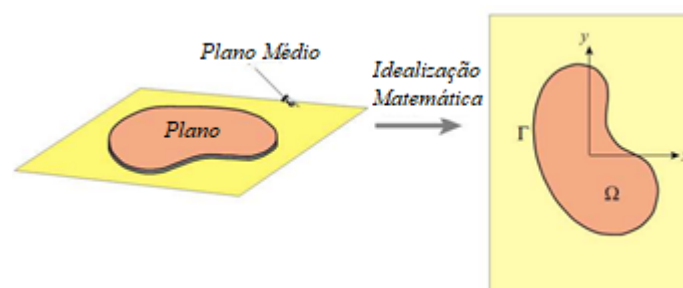 Plano Médio
Plano
Idealização
Matemática
y
Γ
Ω